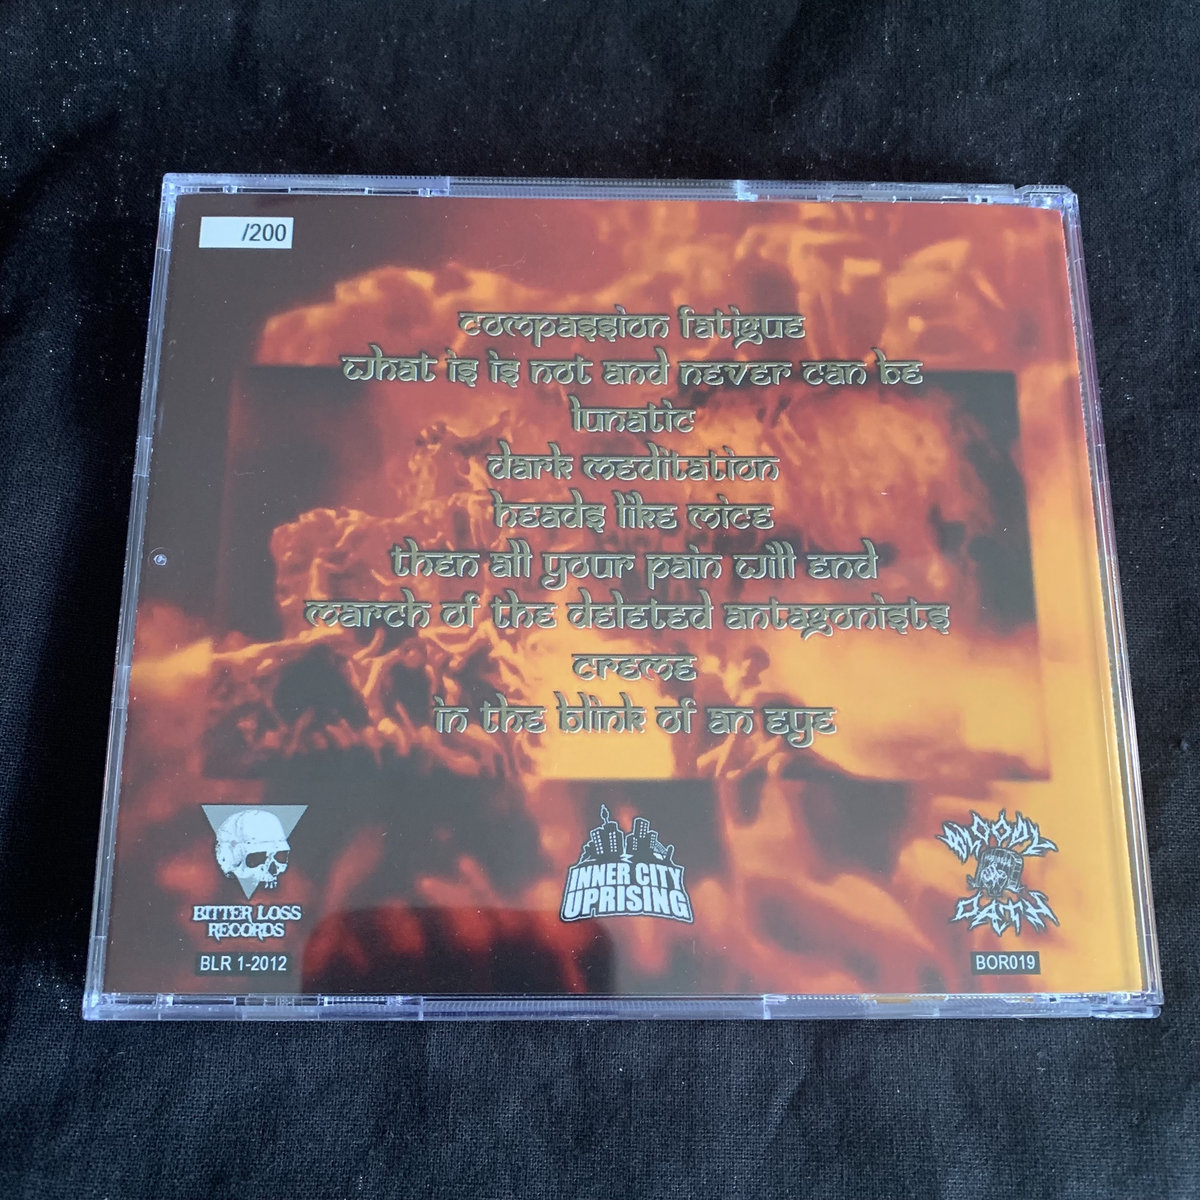 /200
compassion fatigue
what is is not and never can be
lunatic
dark meditation
heads like mice
then all your pain will end
march of the deleted antagonists
creme
in the blink of an eye
BITTER LOSS
RECORDS
BLR 1-2012
INNER CITY
UPRISING
BLOODY
OATH
BOR019